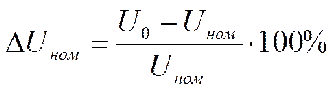 ΔU_ном = (U_0 − U_ном) / U_ном · 100%